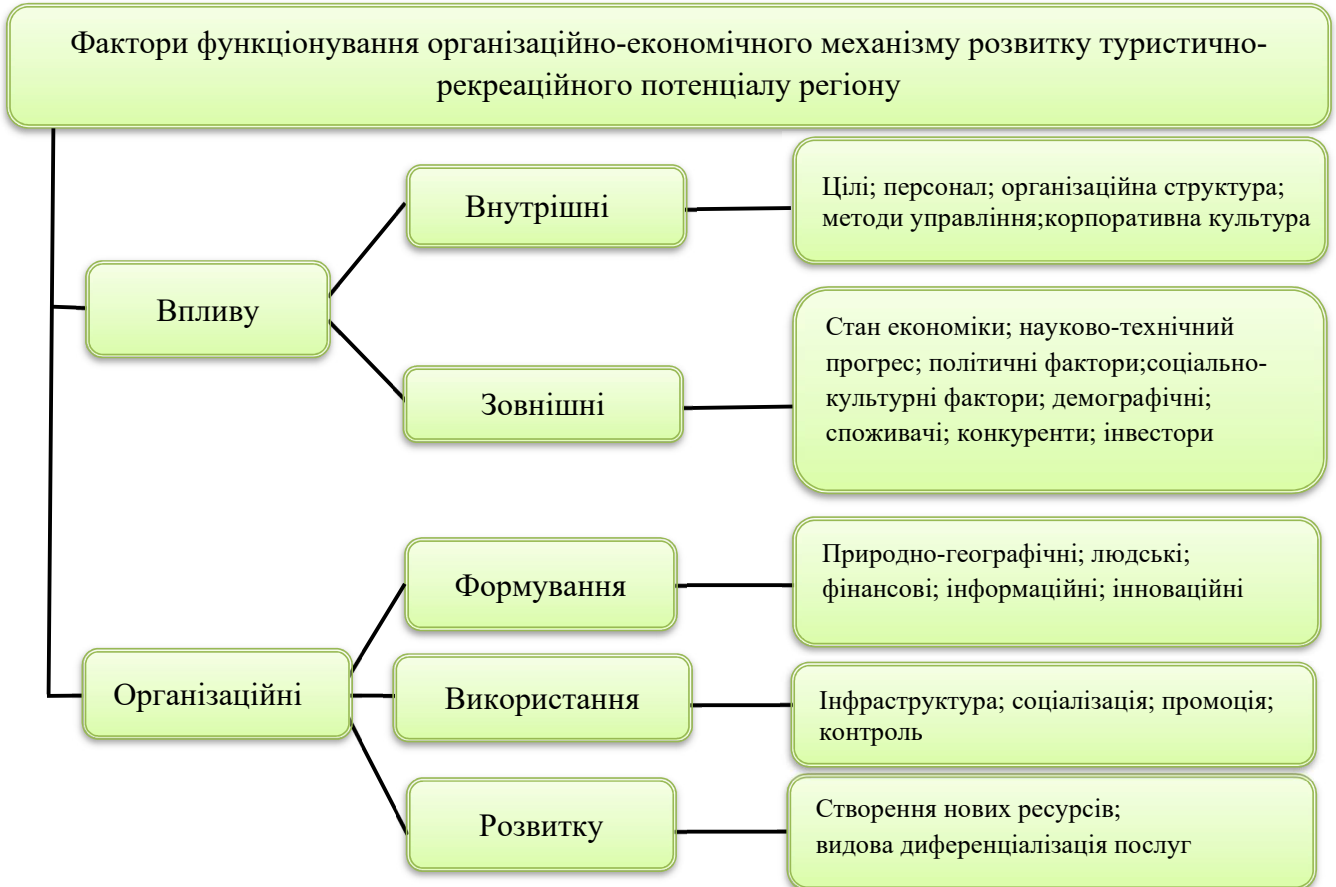 Фактори функціонування організаційно-економічного механізму розвитку туристично-
рекреаційного потенціалу регіону
Впливу
Внутрішні
Цілі; персонал; організаційна структура;
методи управління;корпоративна культура
Зовнішні
Стан економіки; науково-технічний
прогрес; політичні фактори;соціально-
культурні фактори; демографічні;
споживачі; конкуренти; інвестори
Організаційні
Формування
Природно-географічні; людські;
фінансові; інформаційні; інноваційні
Використання
Інфраструктура; соціалізація; промоція;
контроль
Розвитку
Створення нових ресурсів;
видова диференціалізація послуг